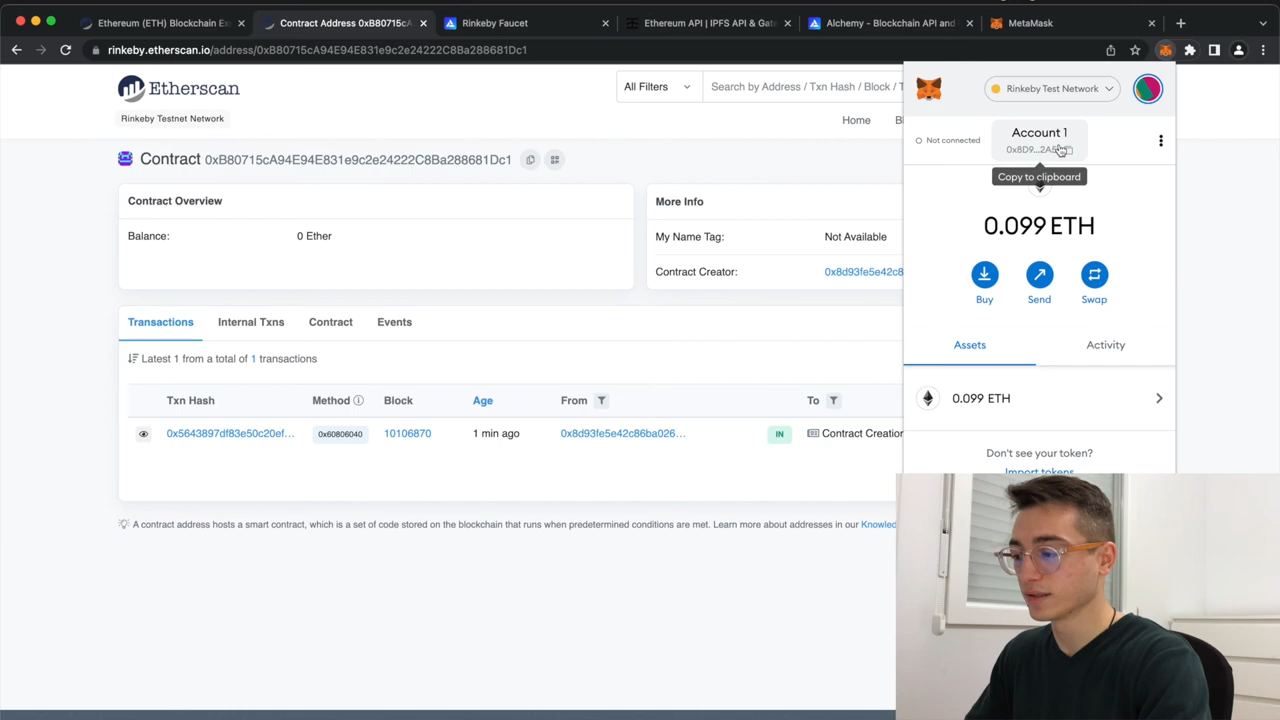 Ethereum (ETH) Blockchain Ex
Contract Address 0xB80715cA
Rinkeby Faucet
Ethereum API | IPFS API & Gate
Alchemy - Blockchain API and
MetaMask
rinkeby.etherscan.io/address/0xB80715cA94E94E831e9c2e24222C8Ba288681Dc1
Etherscan
Rinkeby Testnet Network
All Filters
Search by Address / Txn Hash / Block / T
Home
Bl
Contract 0xB80715cA94E94E831e9c2e24222C8Ba288681Dc1
Contract Overview
Balance:
0 Ether
More Info
My Name Tag:
Not Available
Contract Creator:
0x8d93fe5e42c8
Transactions
Internal Txns
Contract
Events
Latest 1 from a total of 1 transactions
Txn Hash
Method
Block
Age
From
To
0x5643897df83e50c20ef...
0x60806040
10106870
1 min ago
0x8d93fe5e42c86ba026...
IN
Contract Creation
A contract address hosts a smart contract, which is a set of code stored on the blockchain that runs when predetermined conditions are met. Learn more about addresses in our Knowled
Rinkeby Test Network
Not connected
Account 1
Copy to clipboard
0.099 ETH
Buy
Send
Swap
Assets
Activity
0.099 ETH
Don't see your token?
Import tokens